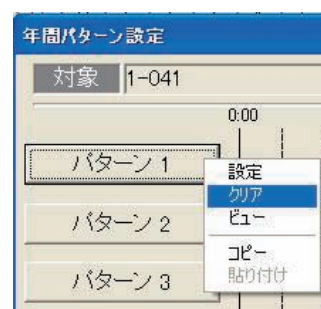 年間パターン設定
対象 1-041
0:00
パターン 1
設定
クリア
ビュー
パターン 2
コピー
貼り付け
パターン 3